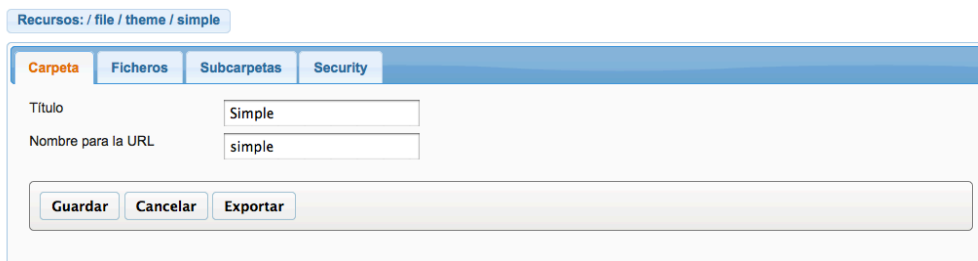 Recursos: / file / theme / simple
Carpeta Ficheros Subcarpetas Security
Título Simple
Nombre para la URL simple
Guardar Cancelar Exportar